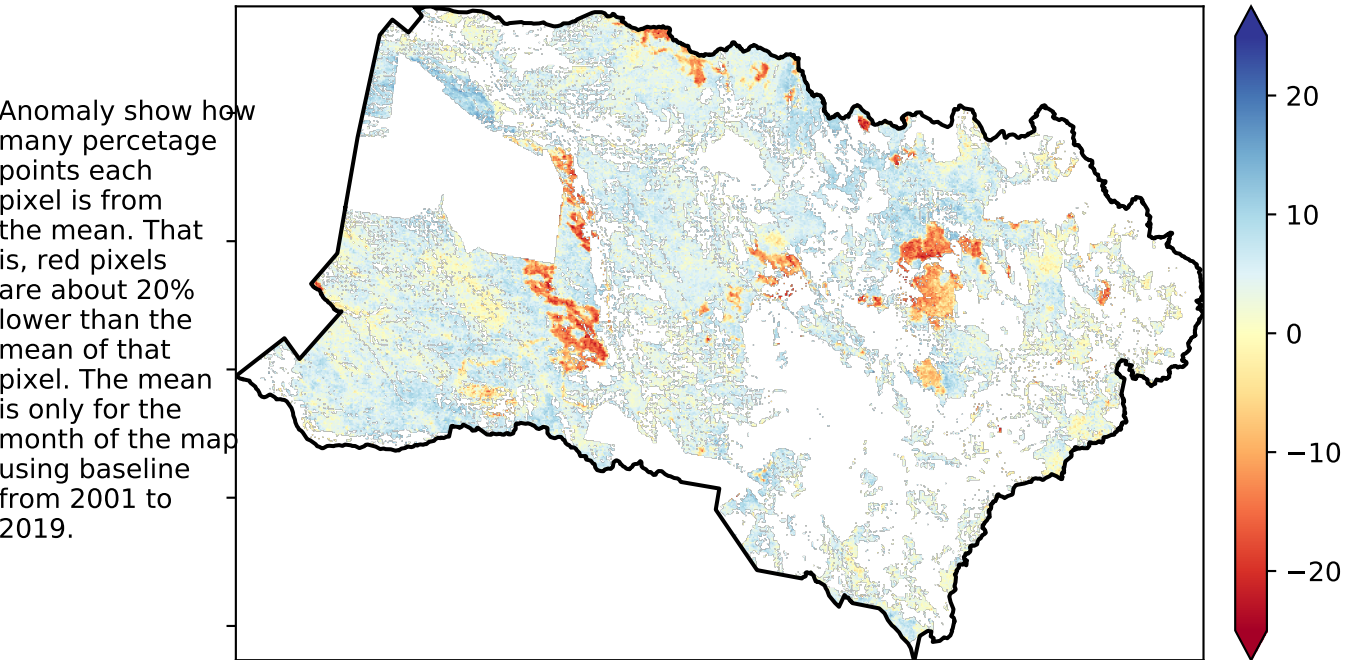 Anomaly show how
many percetage
points each
pixel is from
the mean. That
is, red pixels
are about 20%
lower than the
mean of that
pixel. The mean
is only for the
month of the map
using baseline
from 2001 to
2019.
20
10
0
−10
−20